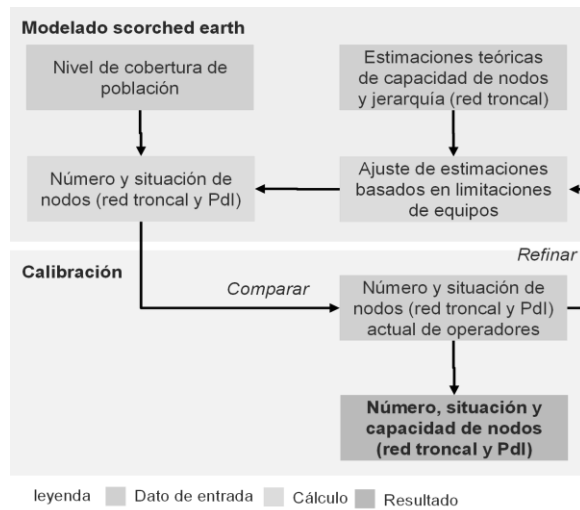 Modelado scorched earth
Nivel de cobertura de
población
Estimaciones teóricas
de capacidad de nodos
y jerarquía (red troncal)
Número y situación de
nodos (red troncal y PdI)
Ajuste de estimaciones
basados en limitaciones
de equipos
Calibración
Refinar
Comparar
Número y situación de
nodos (red troncal y PdI)
actual de operadores
Número, situación y
capacidad de nodos
(red troncal y PdI)
leyenda
Dato de entrada
Cálculo
Resultado